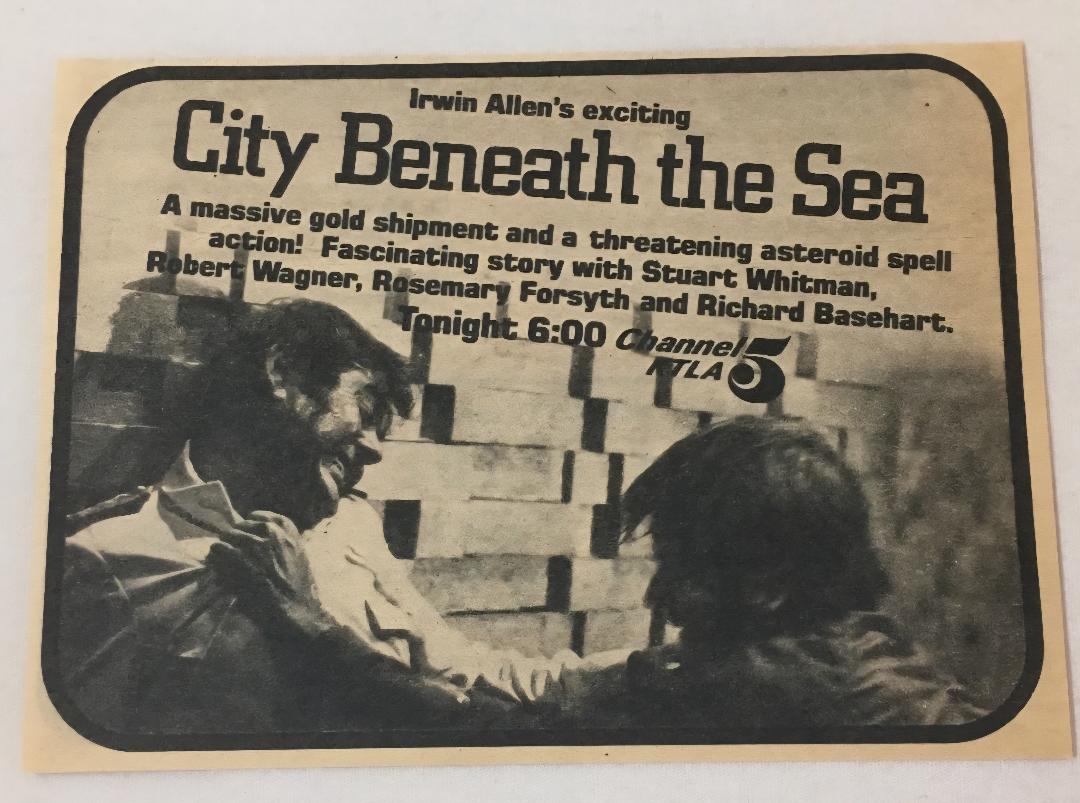 Irwin Allen's exciting
City Beneath the Sea
A massive gold shipment and a threatening asteroid spell
action! Fascinating story with Stuart Whitman,
Robert Wagner, Rosemary Forsyth and Richard Basehart.
Tonight 6:00 Channel 5
KTLA